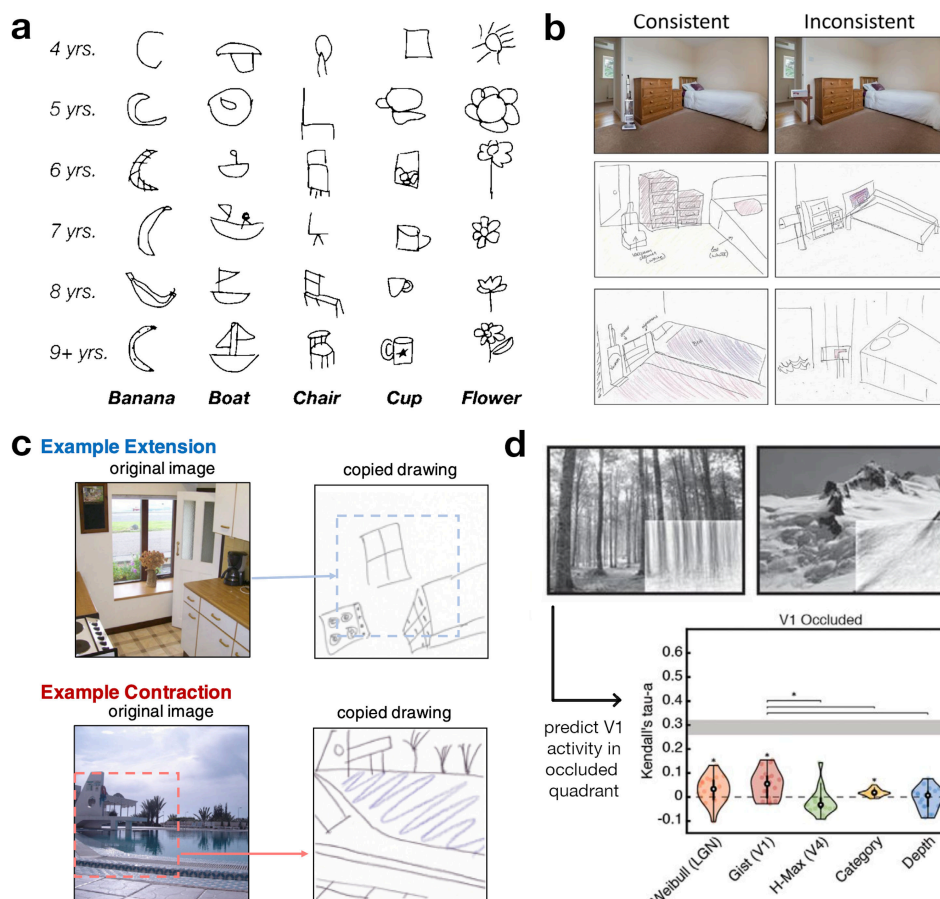 a
4 yrs.
5 yrs.
6 yrs.
7 yrs.
8 yrs.
9+ yrs.
Banana Boat Chair Cup Flower
b
Consistent Inconsistent
c
Example Extension
original image
copied drawing
Example Contraction
original image
copied drawing
d
predict V1
activity in
occluded
quadrant
V1 Occluded
Kendall's tau-a
0.6
0.5
0.4
0.3
0.2
0.1
0
-0.1
*
*
*
*
Weibull (LGN)
Gist (V1)
H-Max (V4)
Category
Depth